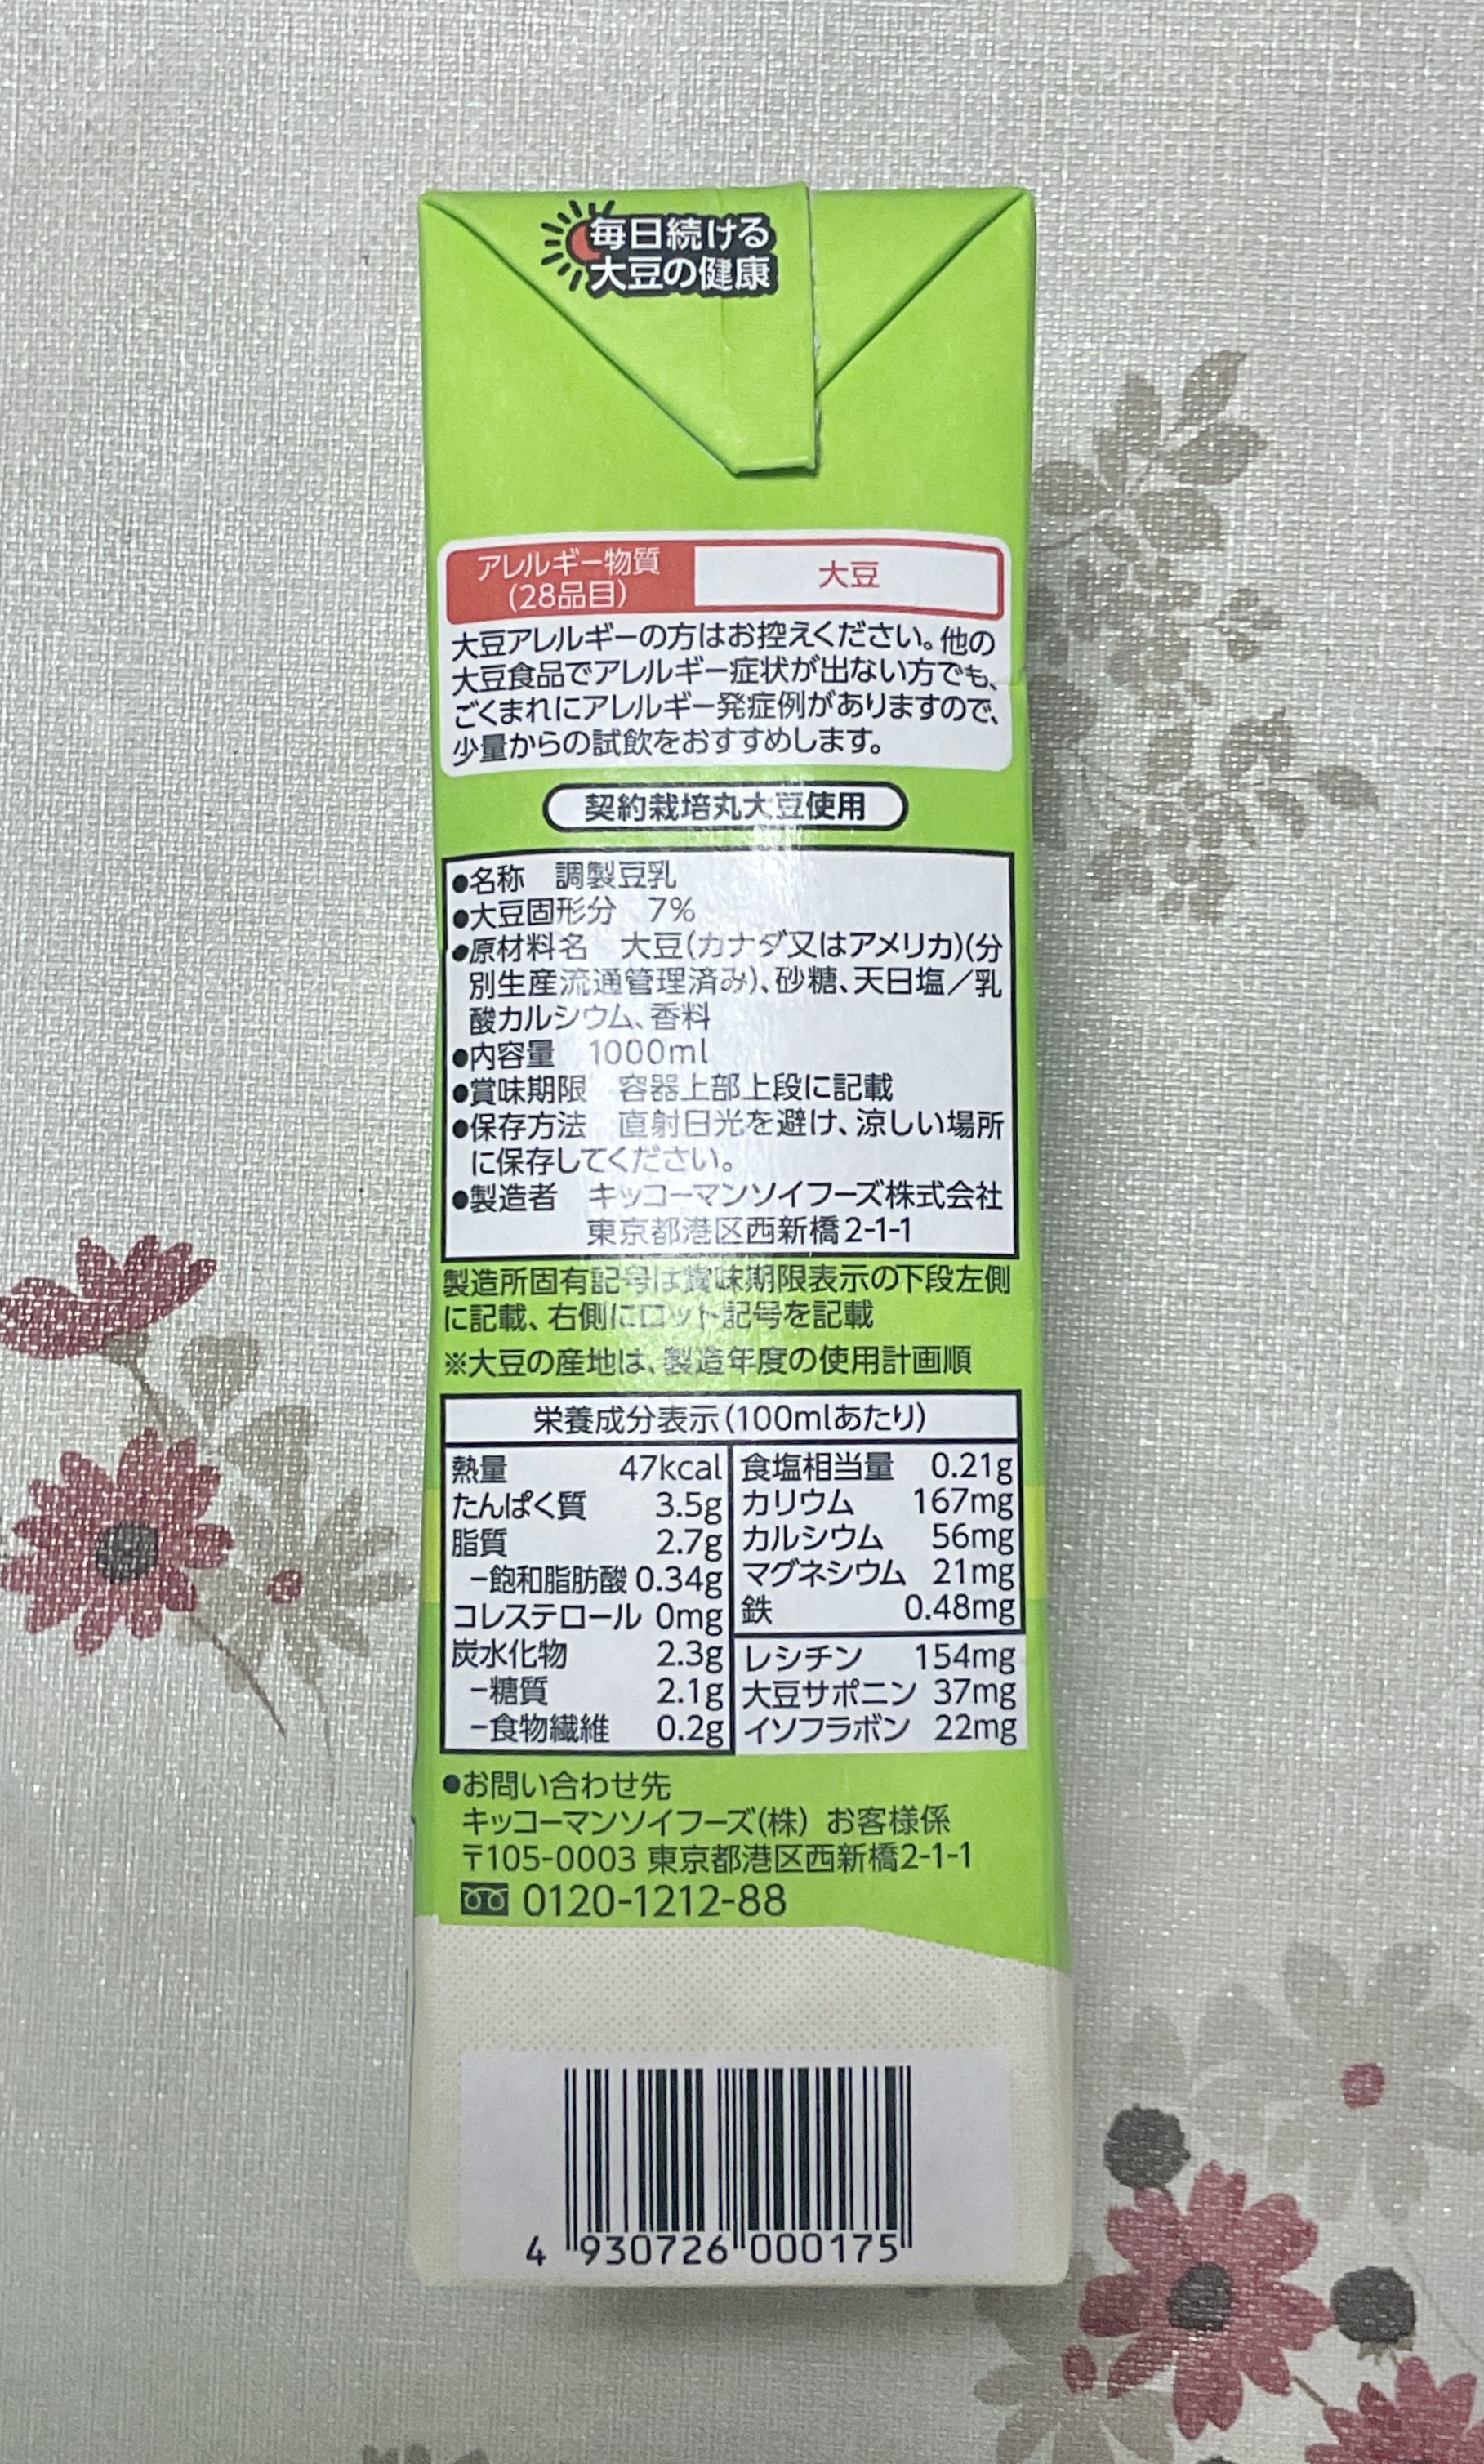 毎日続ける
大豆の健康
アレルギー物質
(28品目)
大豆
大豆アレルギーの方はお控えください。他の
大豆食品でアレルギー症状が出ない方でも、
ごくまれにアレルギー発症例がありますので、
少量からの試飲をおすすめします。
契約栽培丸大豆使用
●名称 調製豆乳
●大豆固形分 7%
●原材料名 大豆(カナダ又はアメリカ)(分
別生産流通管理済み)、砂糖、天日塩/乳
酸カルシウム、香料
●内容量 1000ml
●賞味期限 容器上部上段に記載
●保存方法 直射日光を避け、涼しい場所
に保存してください。
●製造者 キッコーマンソイフーズ株式会社
東京都港区西新橋2-1-1
製造所固有記号は賞味期限表示の下段左側
に記載、右側にロット記号を記載
※大豆の産地は、製造年度の使用計画順
栄養成分表示(100mlあたり)
熱量 47kcal
たんぱく質 3.5g
脂質 2.7g
-飽和脂肪酸 0.34g
コレステロール 0mg
炭水化物 2.3g
-糖質 2.1g
-食物繊維 0.2g
食塩相当量 0.21g
カリウム 167mg
カルシウム 56mg
マグネシウム 21mg
鉄 0.48mg
レシチン 154mg
大豆サポニン 37mg
イソフラボン 22mg
●お問い合わせ先
キッコーマンソイフーズ(株) お客様係
〒105-0003 東京都港区西新橋2-1-1
0120-1212-88
4 930726 000175